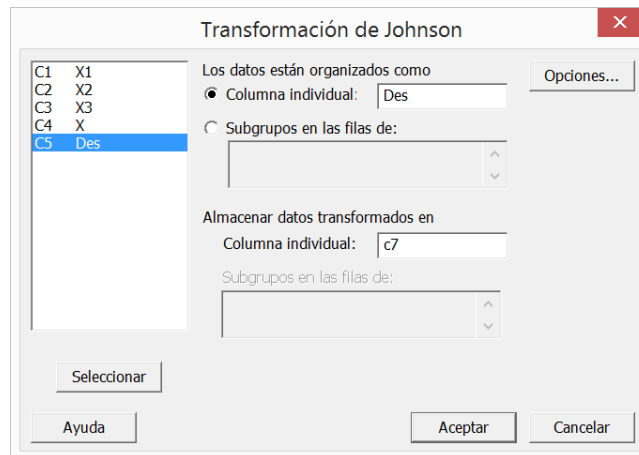 Transformación de Johnson
C1 X1
C2 X2
C3 X3
C4 X
C5 Des
Los datos están organizados como
Columna individual: Des
Subgrupos en las filas de:
Almacenar datos transformados en
Columna individual: c7
Subgrupos en las filas de:
Opciones...
Seleccionar
Ayuda
Aceptar
Cancelar